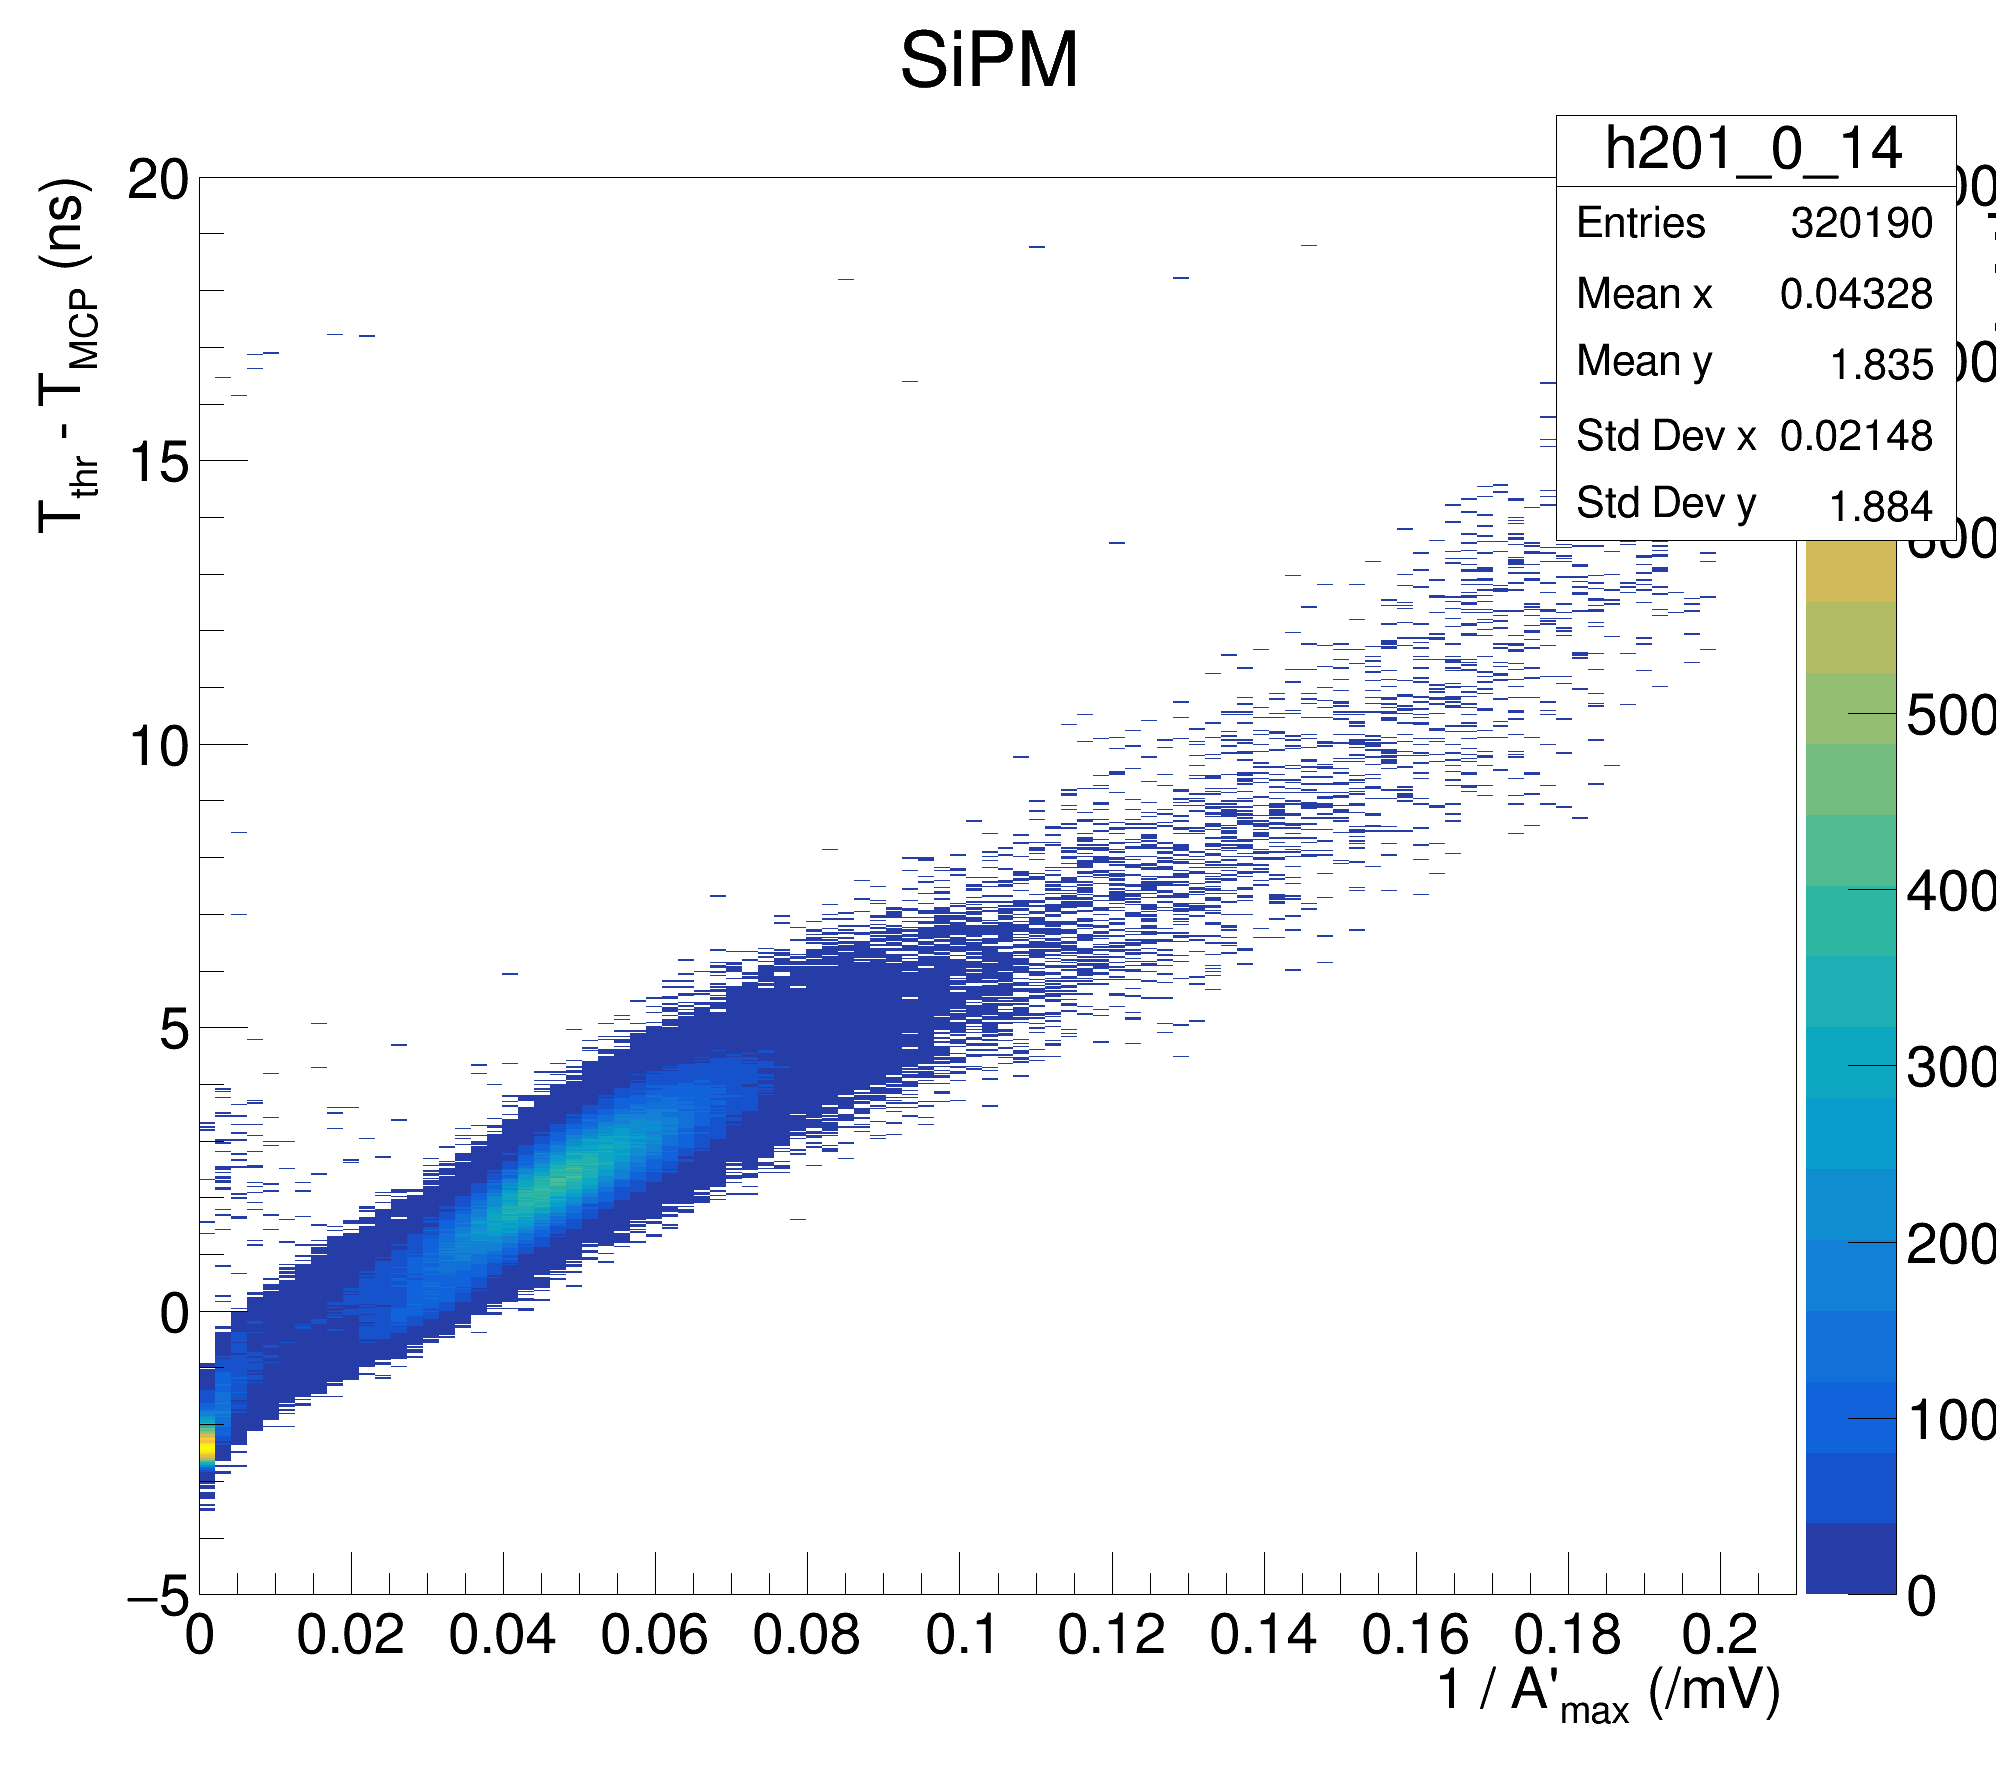 SiPM
h201_0_14
Entries 320190
Mean x 0.04328
Mean y 1.835
Std Dev x 0.02148
Std Dev y 1.884
T_thr - T_MCP (ns)
20
15
10
5
0
−5
0 0.02 0.04 0.06 0.08 0.1 0.12 0.14 0.16 0.18 0.2
1 / A'_max (/mV)
500
400
300
200
100
0